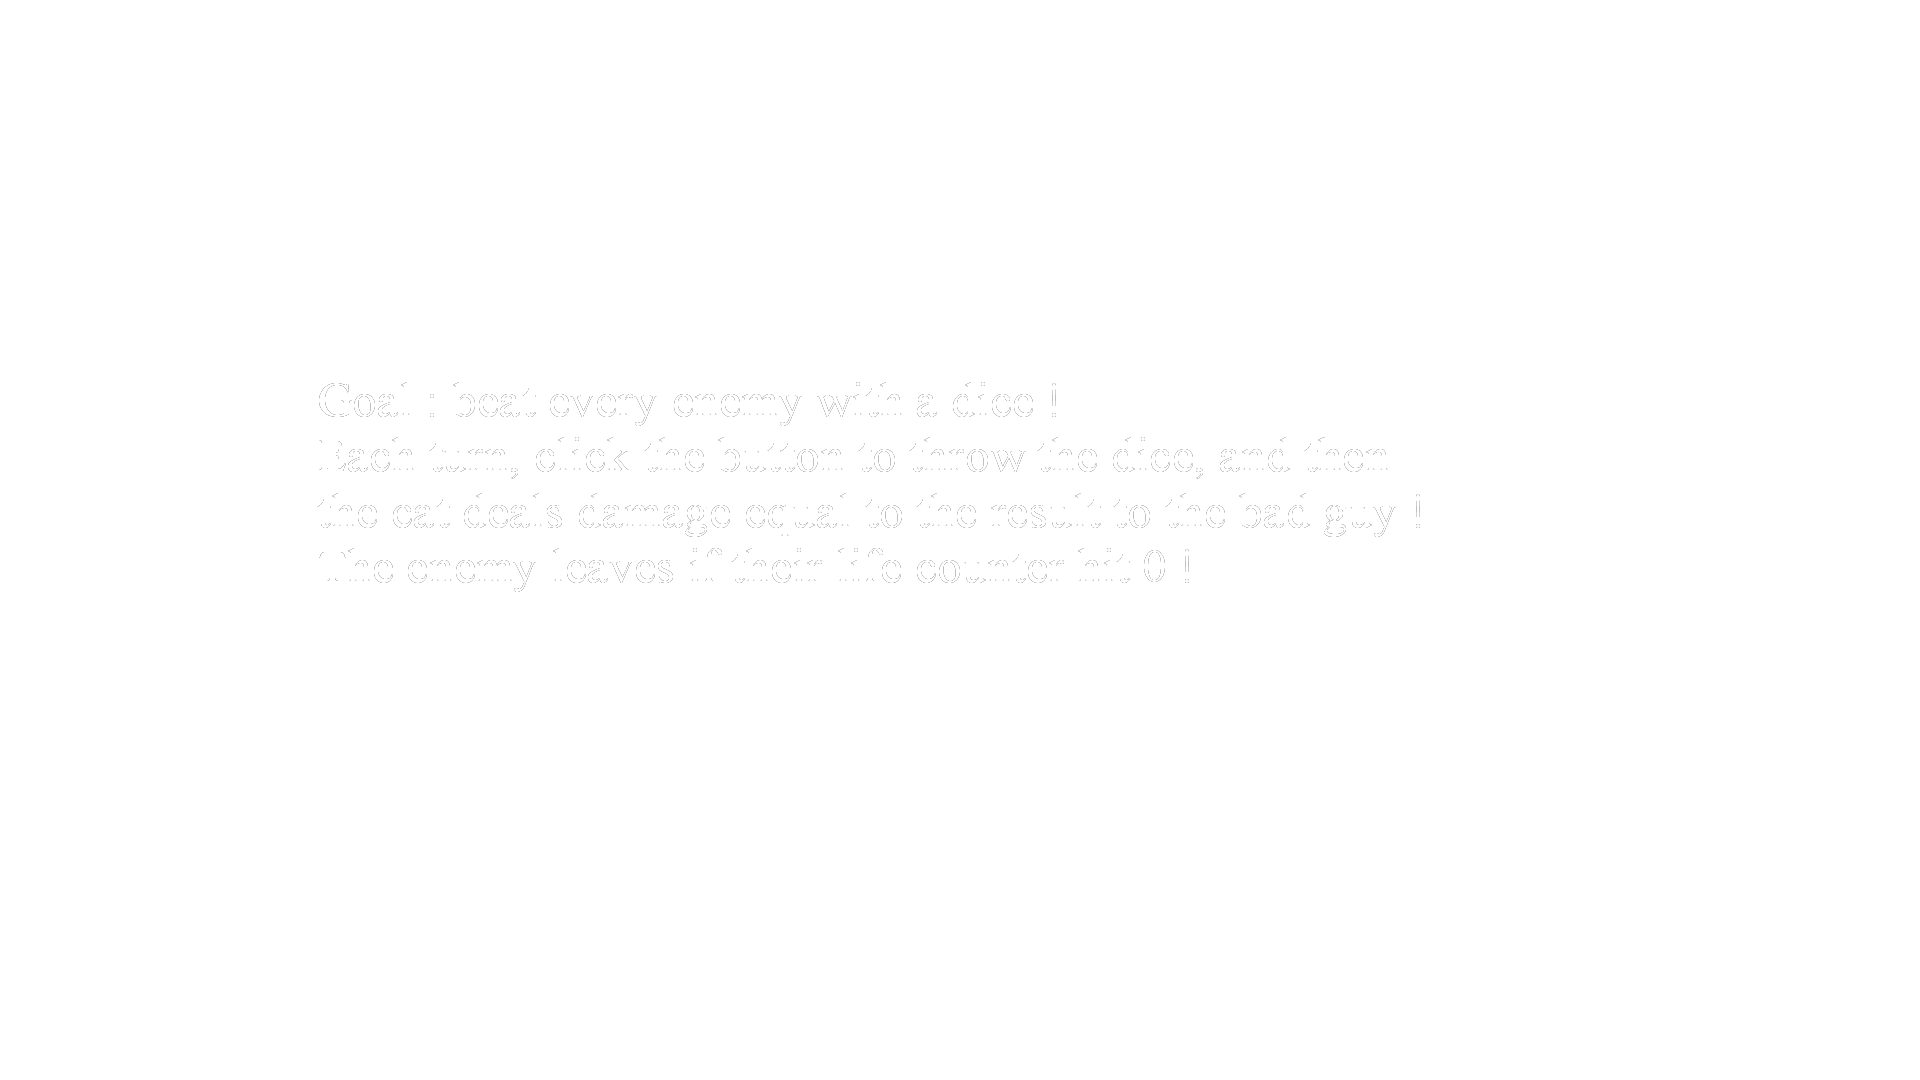 Goal : beat every enemy with a dice !
Each turn, click the button to throw the dice, and then
the cat deals damage equal to the result to the bad guy !
The enemy leaves if their life counter hit 0 !